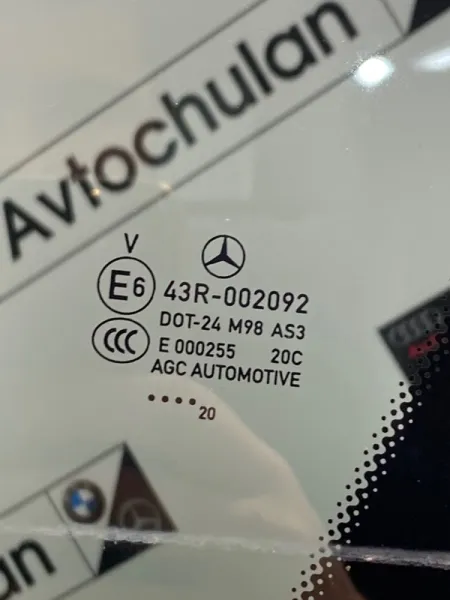 Avtochulan
V
E6 43R-002092
DOT-24 M98 AS3
CCC E 000255 20C
AGC AUTOMOTIVE
.... 20
ulan